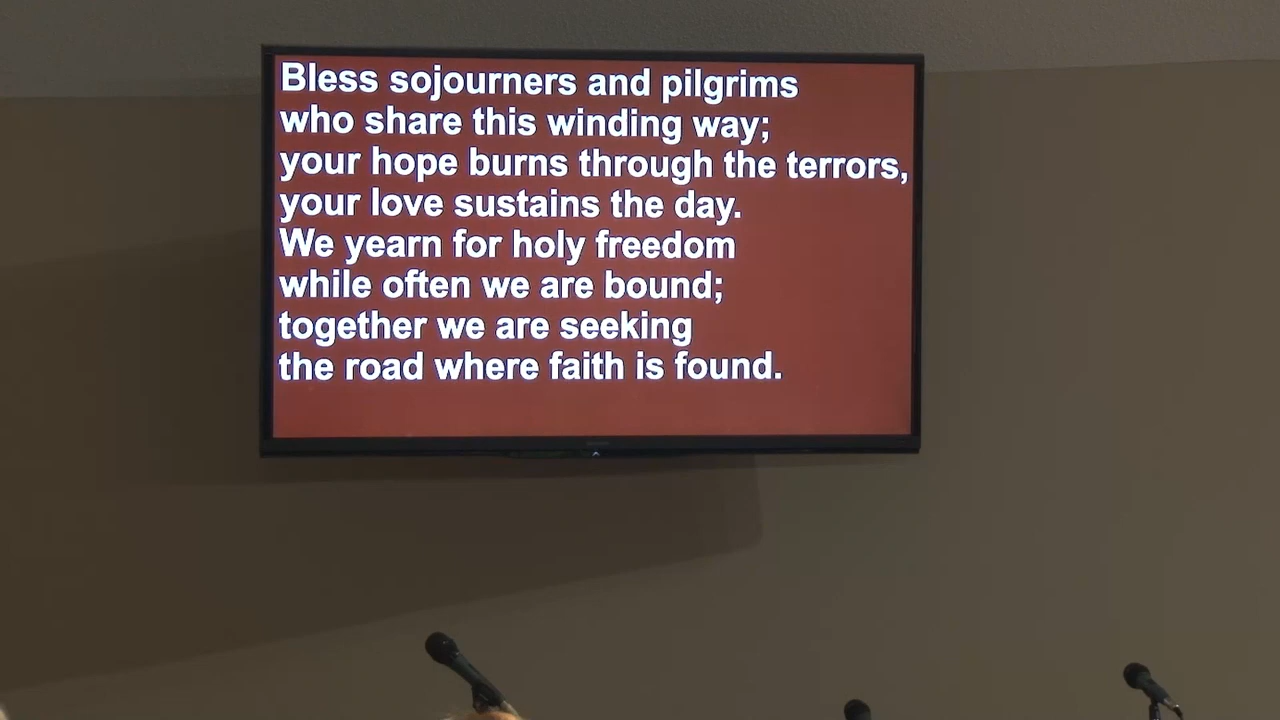 Bless sojourners and pilgrims
who share this winding way;
your hope burns through the terrors,
your love sustains the day.
We yearn for holy freedom
while often we are bound;
together we are seeking
the road where faith is found.